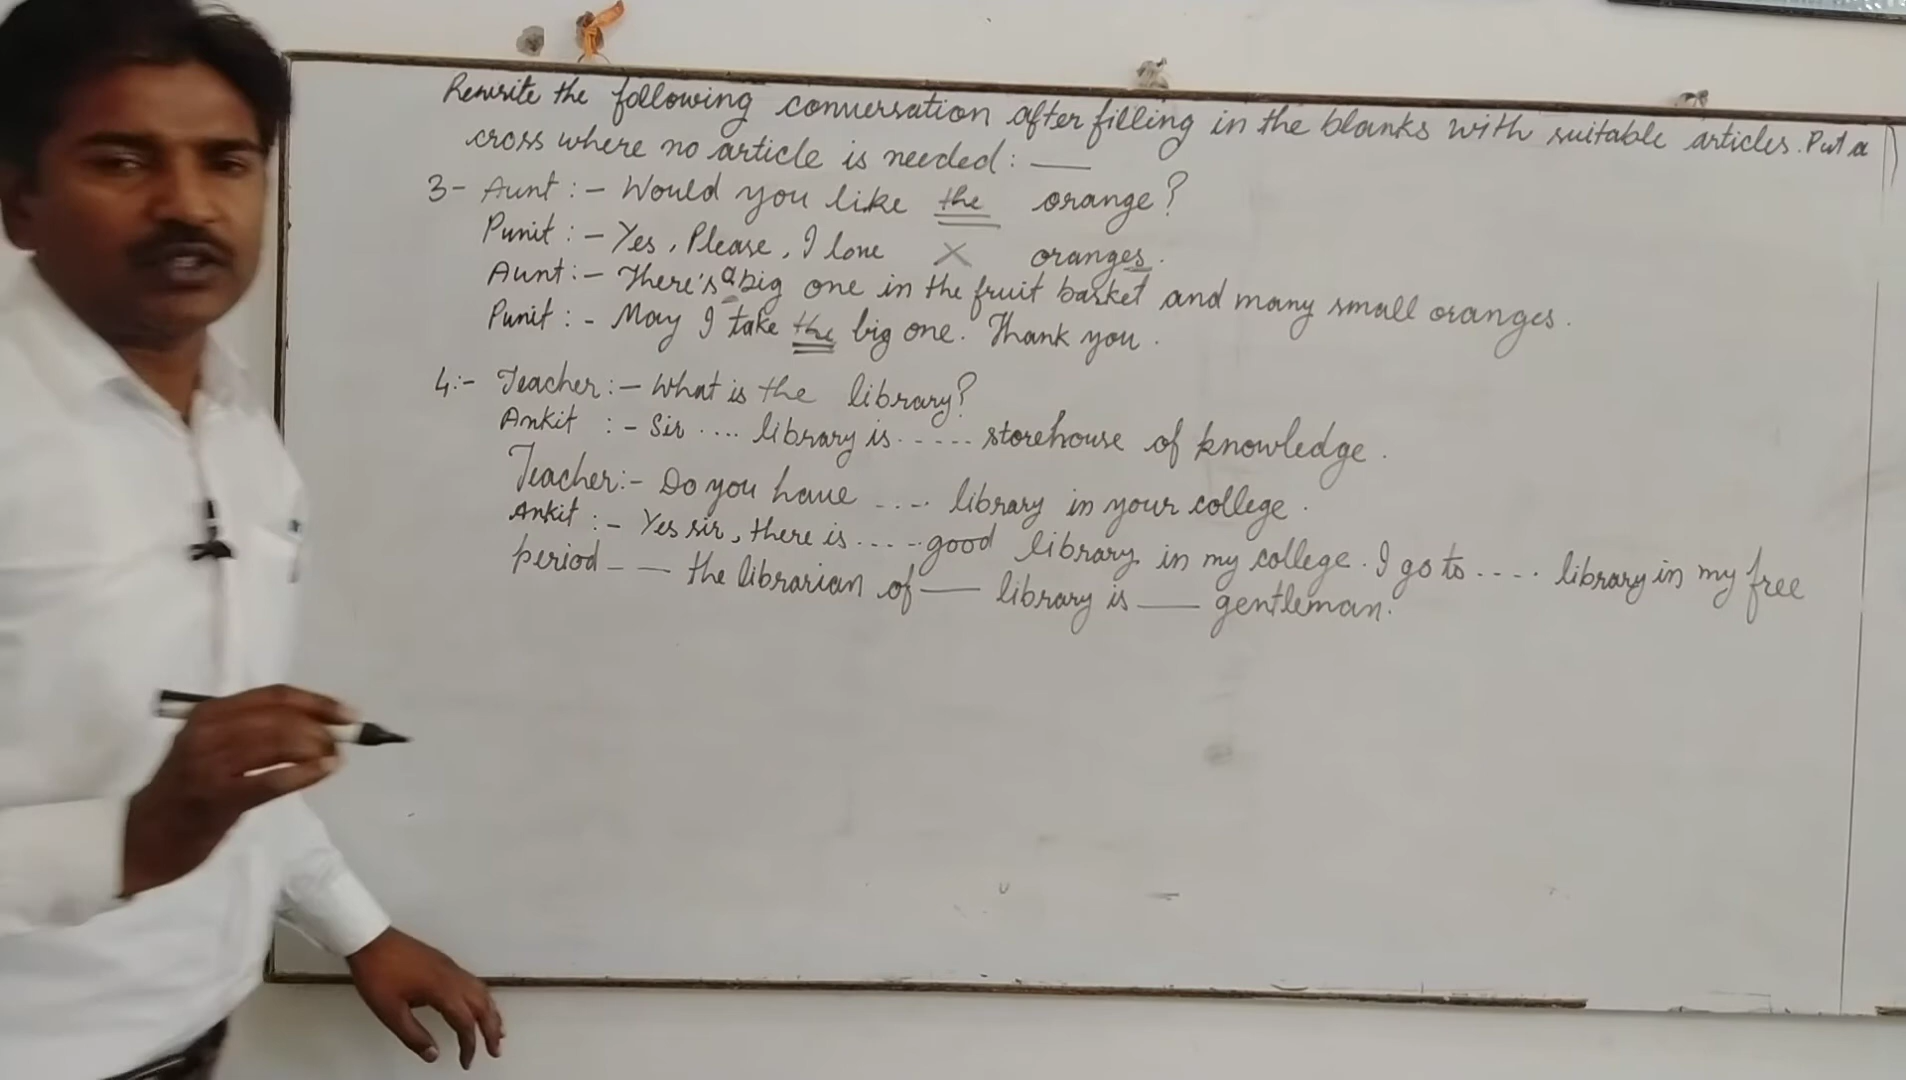 Rewrite the following conversation after filling in the blanks with suitable articles. Put a
cross where no article is needed: ___
3- Aunt :- Would you like the orange?
Punit :- Yes, Please, I love X oranges.
Aunt :- There's a big one in the fruit basket and many small oranges.
Punit :- May I take the big one. Thank you.
4:- Teacher :- What is the library?
Ankit :- Sir .... library is ..... storehouse of knowledge.
Teacher:- Do you have .... library in your college.
Ankit :- Yes sir, there is ..... good library in my college. I go to .... library in my free
period _ _ the librarian of ___ library is ___ gentleman.